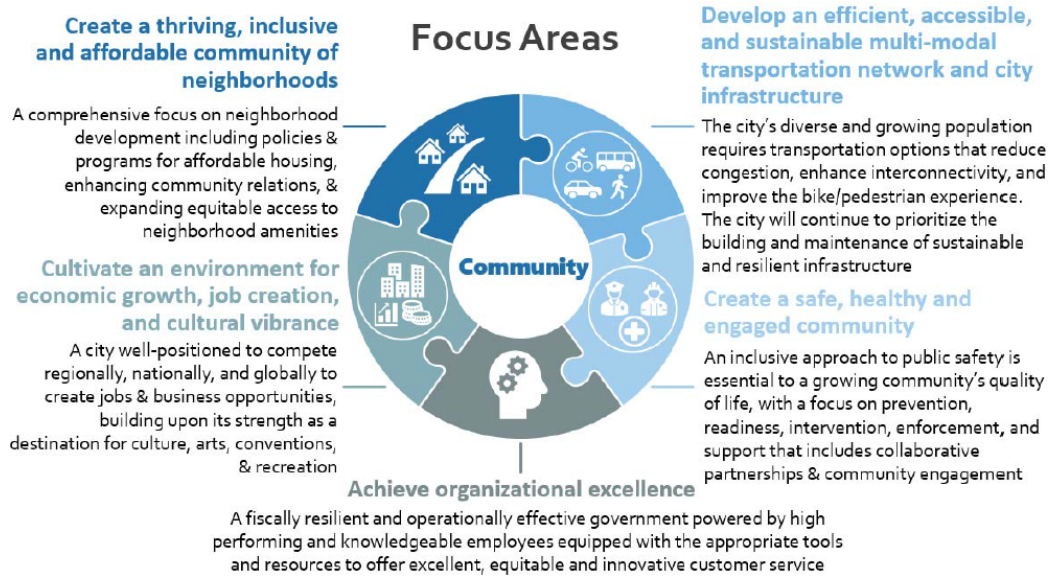 Focus Areas
Create a thriving, inclusive
and affordable community of
neighborhoods
A comprehensive focus on neighborhood
development including policies &
programs for affordable housing,
enhancing community relations, &
expanding equitable access to
neighborhood amenities
Develop an efficient, accessible,
and sustainable multi-modal
transportation network and city
infrastructure
The city's diverse and growing population
requires transportation options that reduce
congestion, enhance interconnectivity, and
improve the bike/pedestrian experience.
The city will continue to prioritize the
building and maintenance of sustainable
and resilient infrastructure
Community
Cultivate an environment for
economic growth, job creation,
and cultural vibrance
A city well-positioned to compete
regionally, nationally, and globally to
create jobs & business opportunities,
building upon its strength as a
destination for culture, arts, conventions,
& recreation
Create a safe, healthy and
engaged community
An inclusive approach to public safety is
essential to a growing community's quality
of life, with a focus on prevention,
readiness, intervention, enforcement, and
support that includes collaborative
partnerships & community engagement
Achieve organizational excellence
A fiscally resilient and operationally effective government powered by high
performing and knowledgeable employees equipped with the appropriate tools
and resources to offer excellent, equitable and innovative customer service